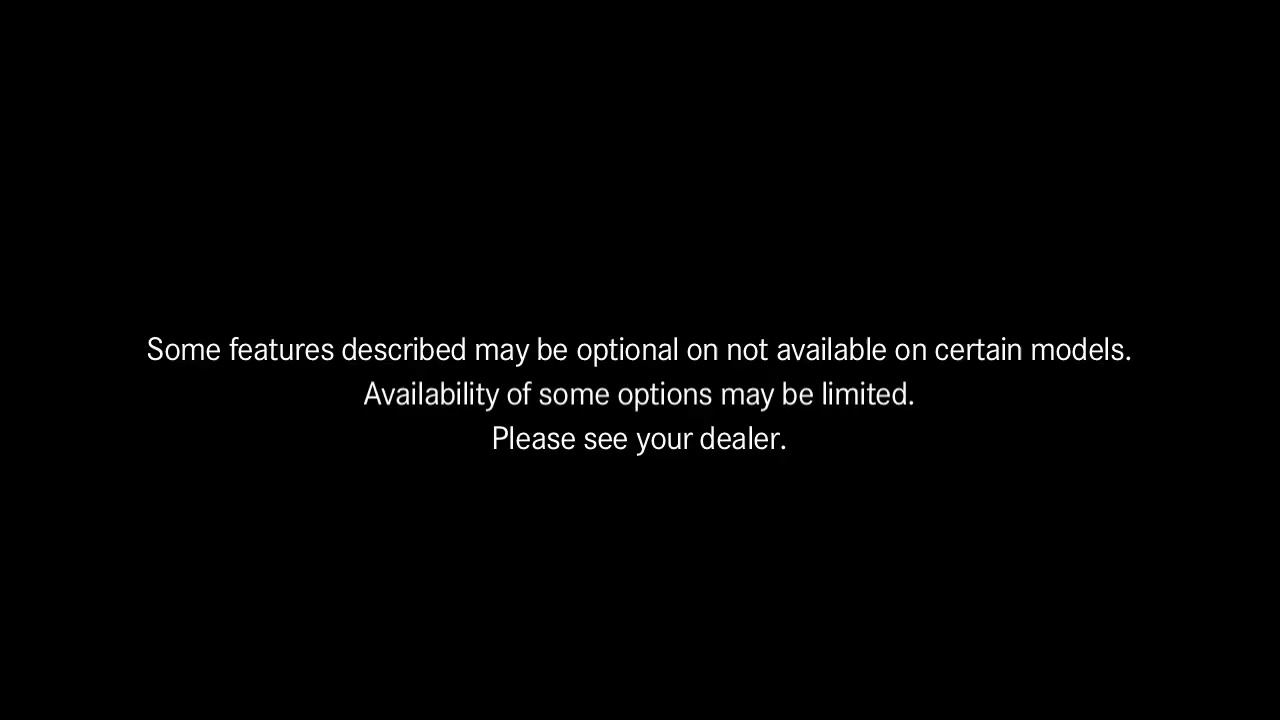 Some features described may be optional on not available on certain models.
Availability of some options may be limited.
Please see your dealer.